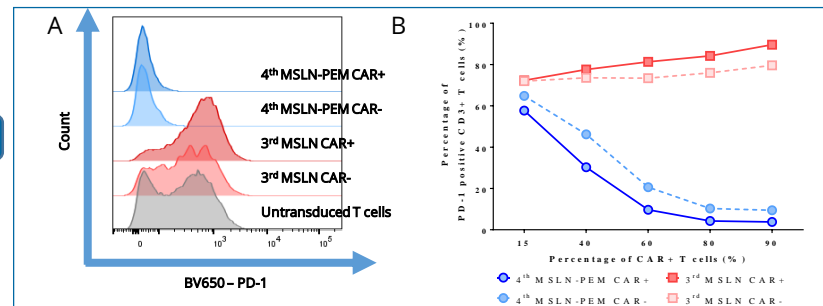 A
Count
4th MSLN-PEM CAR+
4th MSLN-PEM CAR-
3rd MSLN CAR+
3rd MSLN CAR-
Untransduced T cells
0 10³ 10⁴ 10⁵
BV650 – PD-1
B
Percentage of
PD-1 positive CD3+ T cells (%)
100
80
60
40
20
0
15 40 60 80 90
Percentage of CAR+ T cells (%)
4th MSLN-PEM CAR+ 3rd MSLN CAR+
4th MSLN-PEM CAR- 3rd MSLN CAR-